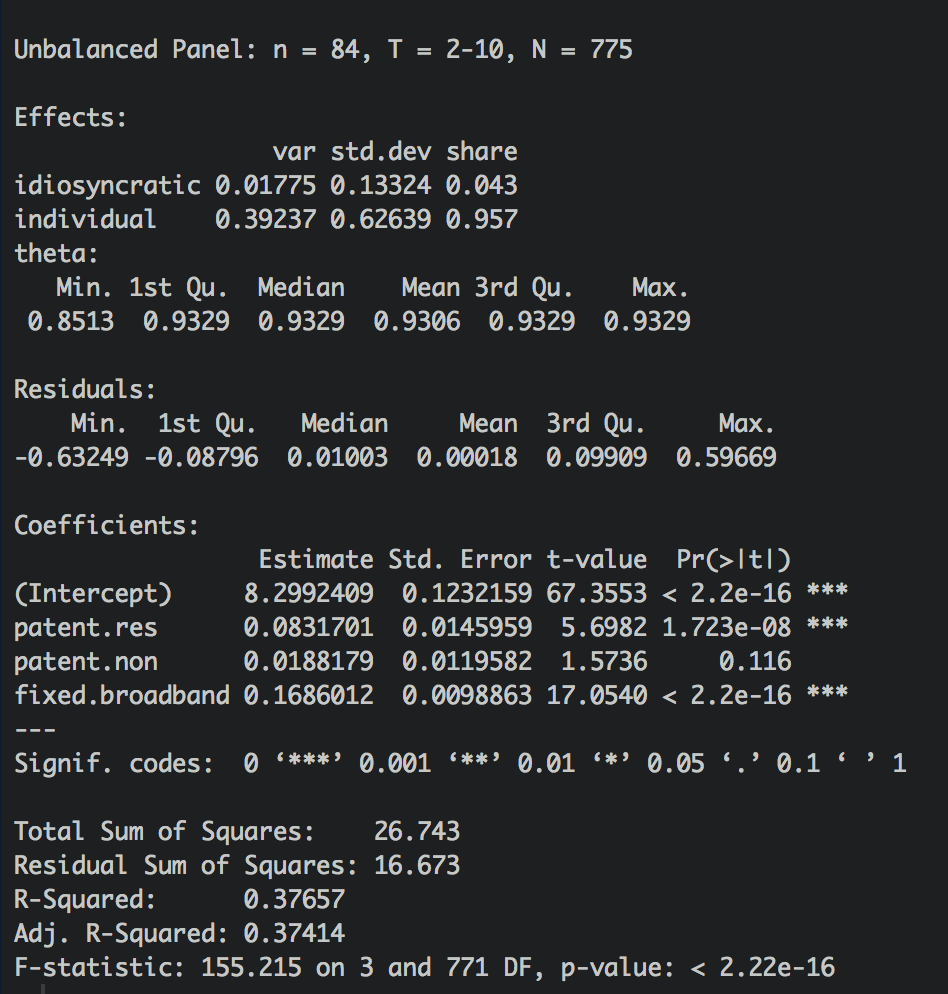 Unbalanced Panel: n = 84, T = 2-10, N = 775
Effects:
var std.dev share
idiosyncratic 0.01775 0.13324 0.043
individual 0.39237 0.62639 0.957
theta:
Min. 1st Qu. Median Mean 3rd Qu. Max.
0.8513 0.9329 0.9329 0.9306 0.9329 0.9329
Residuals:
Min. 1st Qu. Median Mean 3rd Qu. Max.
-0.63249 -0.08796 0.01003 0.00018 0.09909 0.59669
Coefficients:
Estimate Std. Error t-value Pr(>|t|)
(Intercept) 8.2992409 0.1232159 67.3553 < 2.2e-16 ***
patent.res 0.0831701 0.0145959 5.6982 1.723e-08 ***
patent.non 0.0188179 0.0119582 1.5736 0.116
fixed.broadband 0.1686012 0.0098863 17.0540 < 2.2e-16 ***
---
Signif. codes: 0 ‘***’ 0.001 ‘**’ 0.01 ‘*’ 0.05 ‘.’ 0.1 ‘ ’ 1
Total Sum of Squares: 26.743
Residual Sum of Squares: 16.673
R-Squared: 0.37657
Adj. R-Squared: 0.37414
F-statistic: 155.215 on 3 and 771 DF, p-value: < 2.22e-16